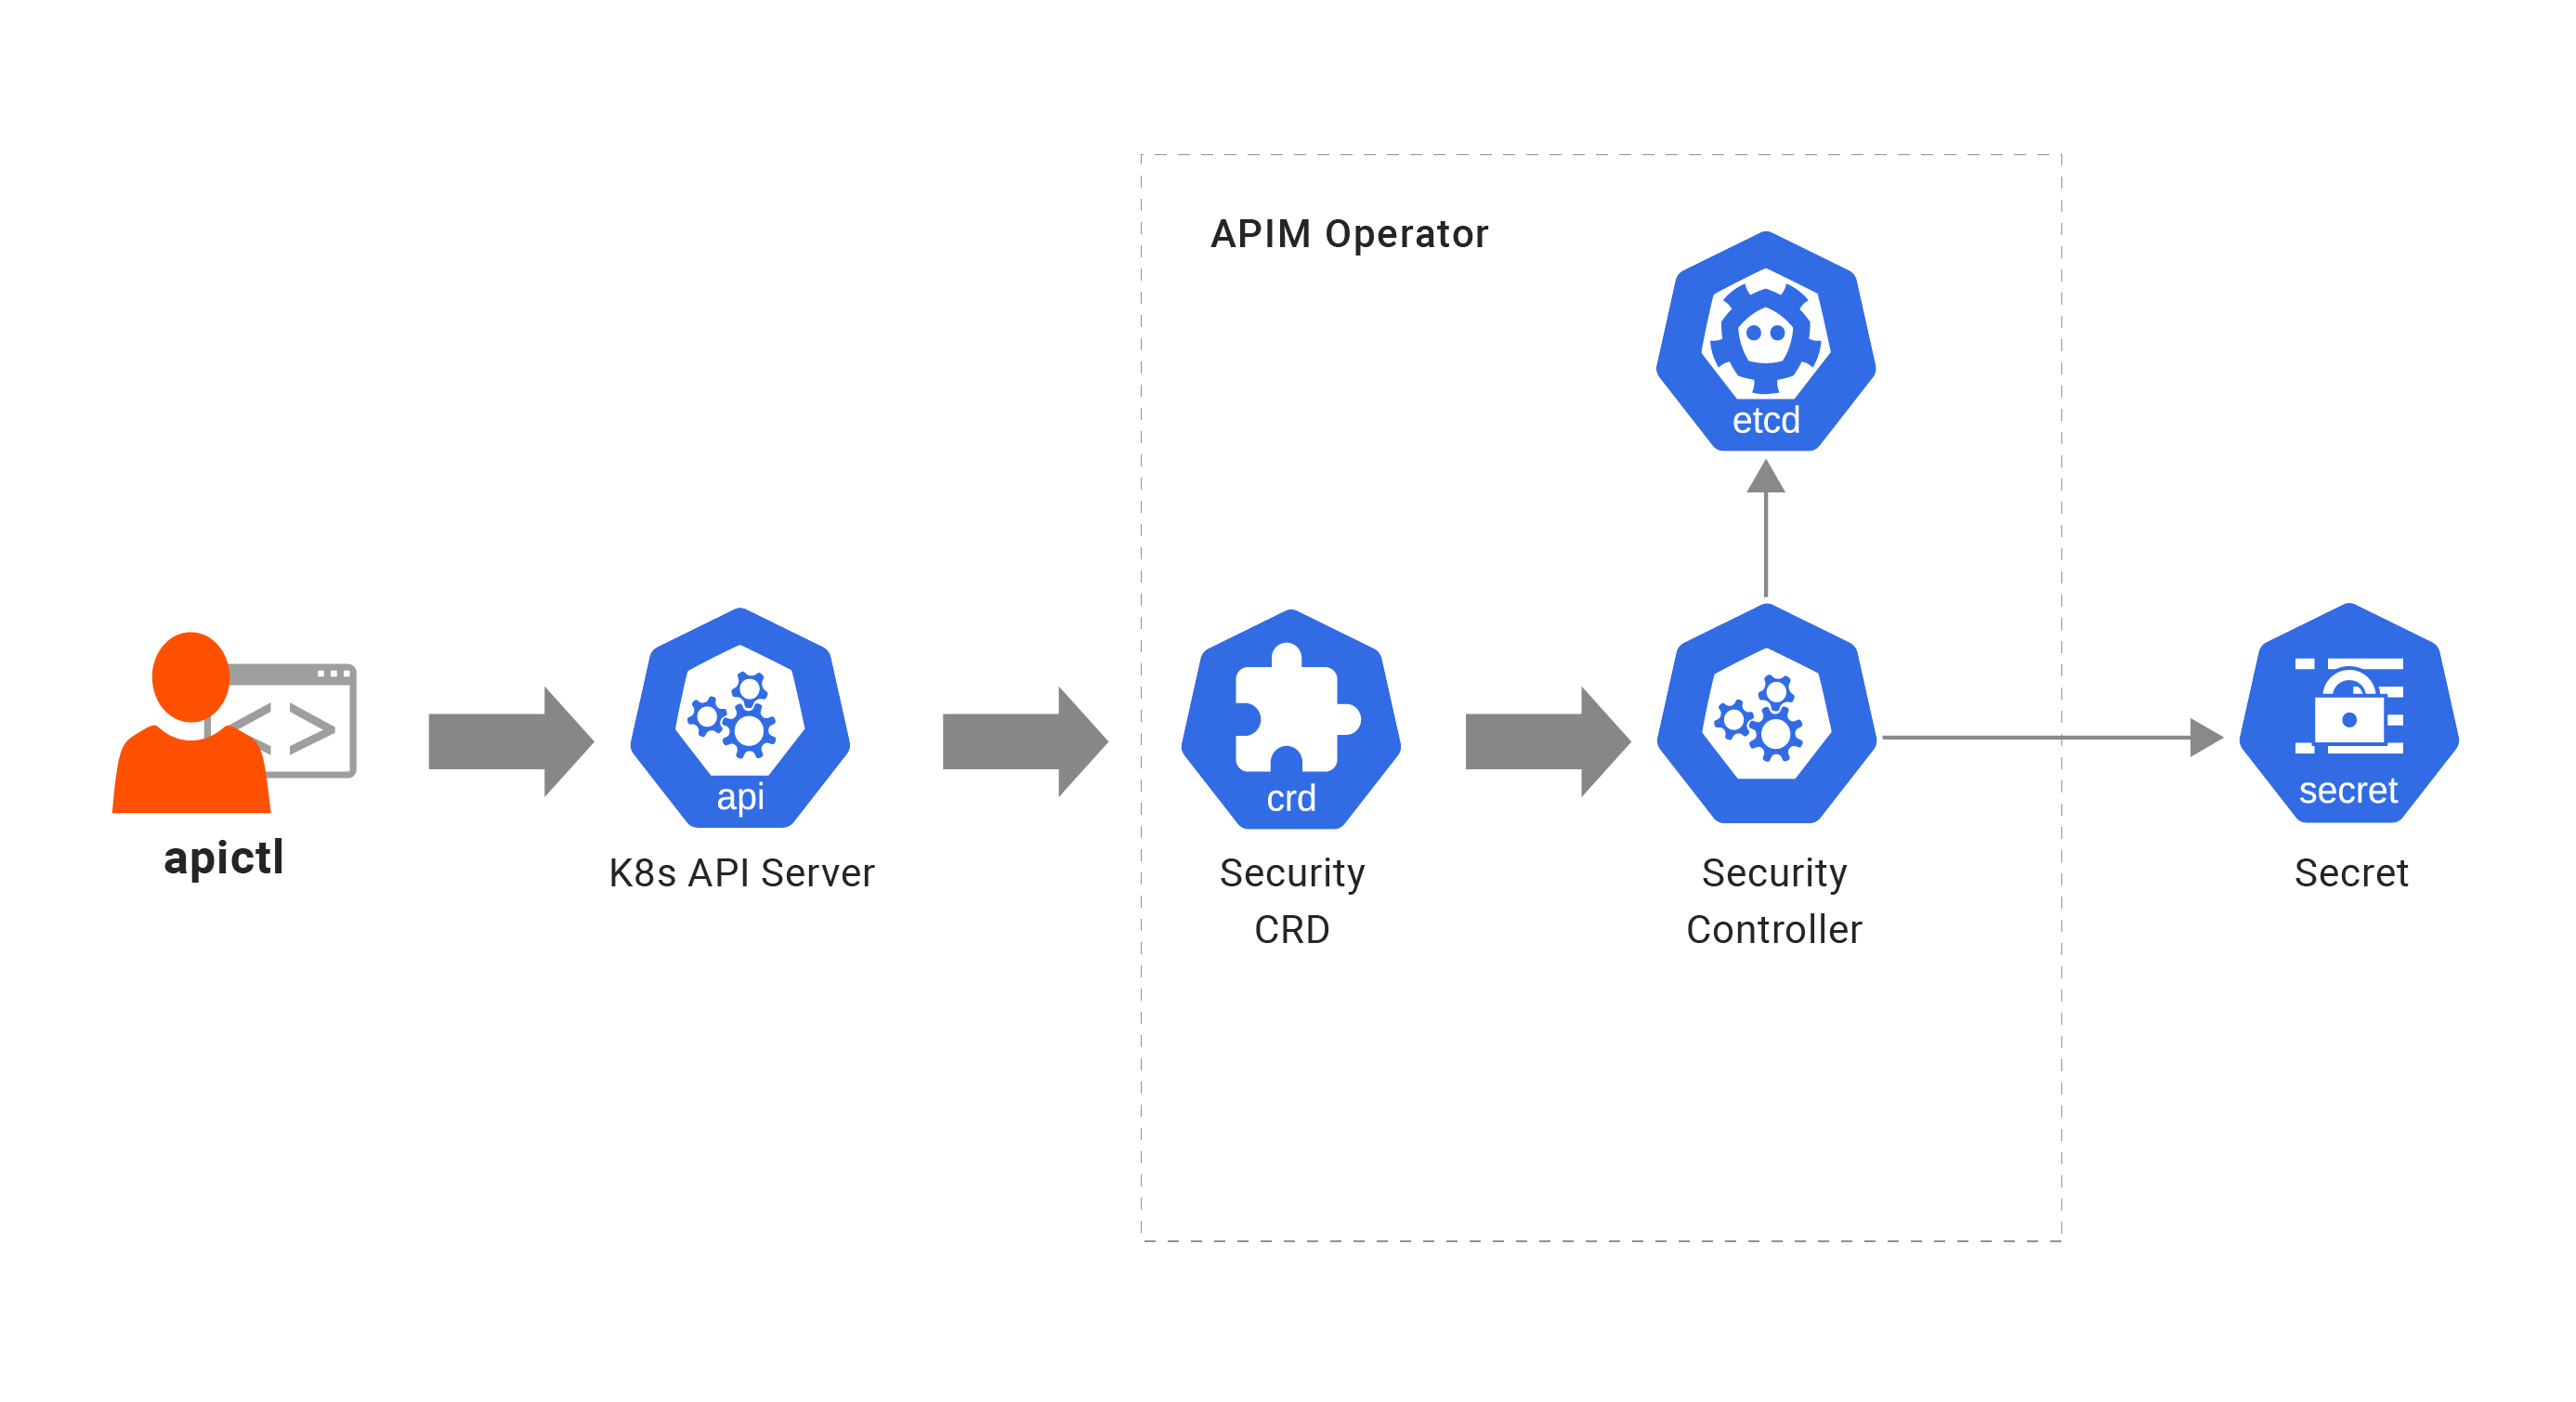 APIM Operator
etcd
api
crd
secret
apictl
K8s API Server
Security
CRD
Security
Controller
Secret